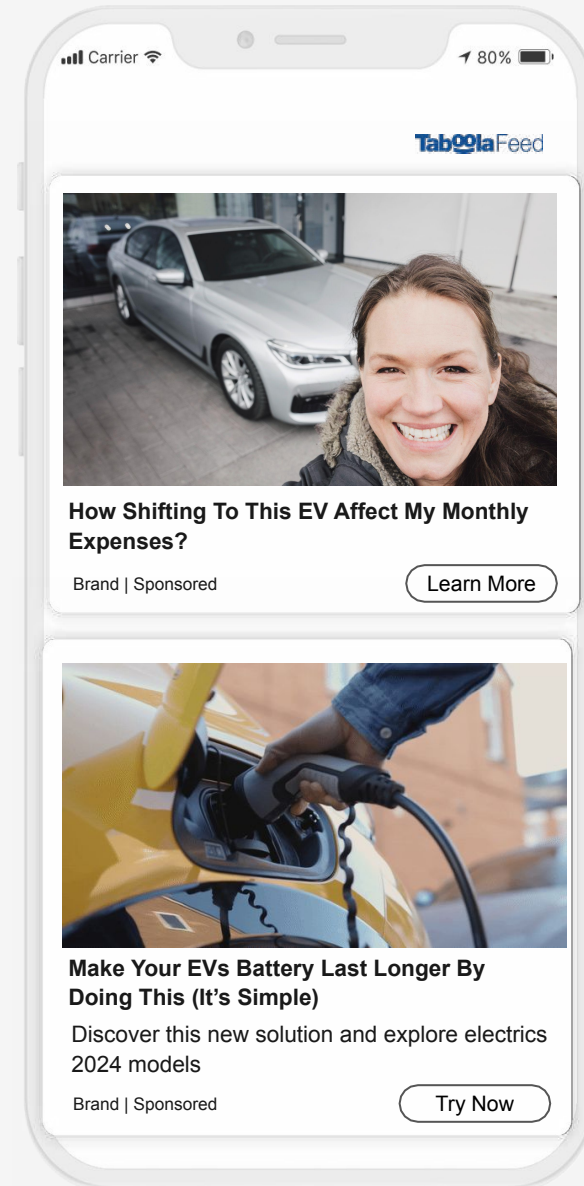 Carrier
80%
Taboola Feed
How Shifting To This EV Affect My Monthly
Expenses?
Brand | Sponsored
Learn More
Make Your EVs Battery Last Longer By
Doing This (It’s Simple)
Discover this new solution and explore electrics
2024 models
Brand | Sponsored
Try Now